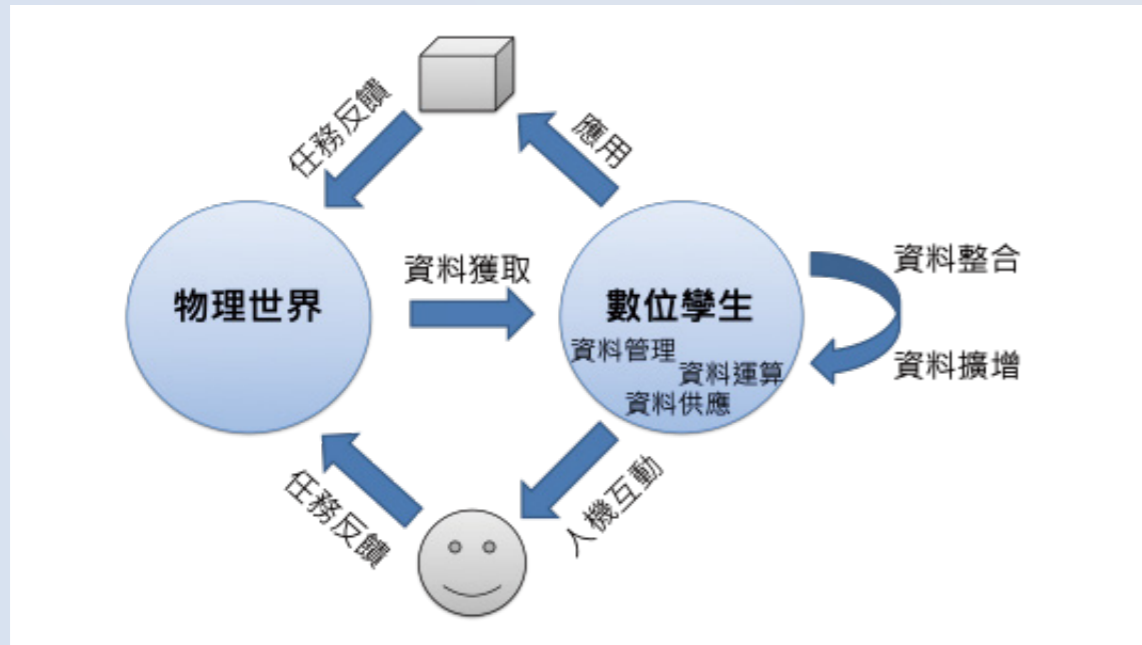 任務反饋
應用
資料獲取
資料整合
物理世界
數位孿生
資料管理
資料運算
資料擴增
資料供應
任務反饋
人機互動